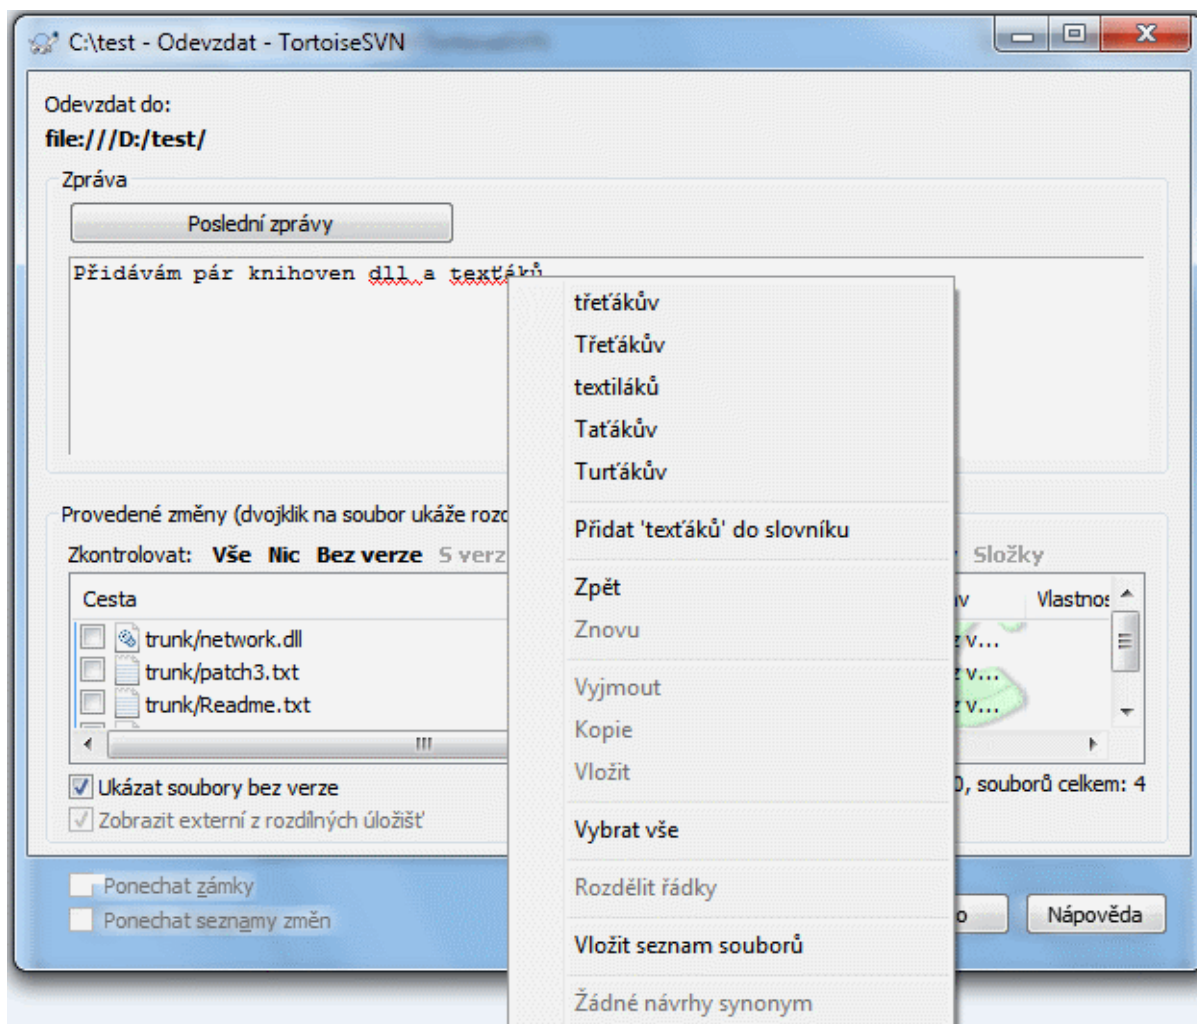 C:\test - Odevzdat - TortoiseSVN
Odevzdat do:
file:///D:/test/
Zpráva
Poslední zprávy
Přidávám pár knihoven dll a texťáků
třeťákův
Třeťákův
textiláků
Taťákův
Turťákův
Přidat 'texťáků' do slovníku
Zpět
Znovu
Vyjmout
Kopie
Vložit
Vybrat vše
Rozdělit řádky
Vložit seznam souborů
Žádné návrhy synonym
Provedené změny (dvojklik na soubor ukáže
Zkontrolovat: Vše Nic Bez verze S Složky
Cesta Vlastnos
trunk/network.dll
trunk/patch3.txt
trunk/Readme.txt
Ukázat soubory bez verze souborů celkem: 4
Zobrazit externí z rozdílných úložišť
Ponechat zámky
Ponechat seznamy změn
Nápověda